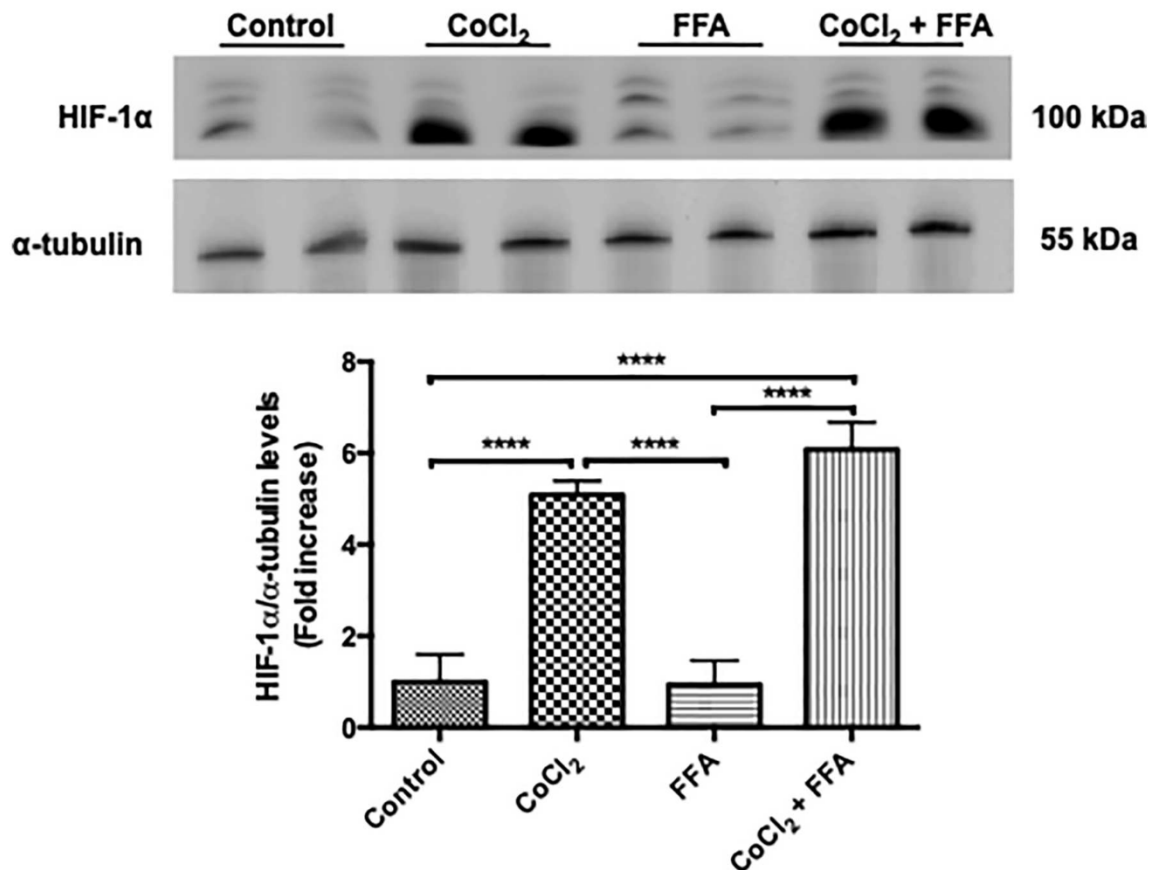 Control CoCl₂ FFA CoCl₂ + FFA
HIF-1α 100 kDa
α-tubulin 55 kDa
HIF-1α/α-tubulin levels
(Fold increase)
8
6
4
2
0
****
****
****
****
Control
CoCl₂
FFA
CoCl₂ + FFA